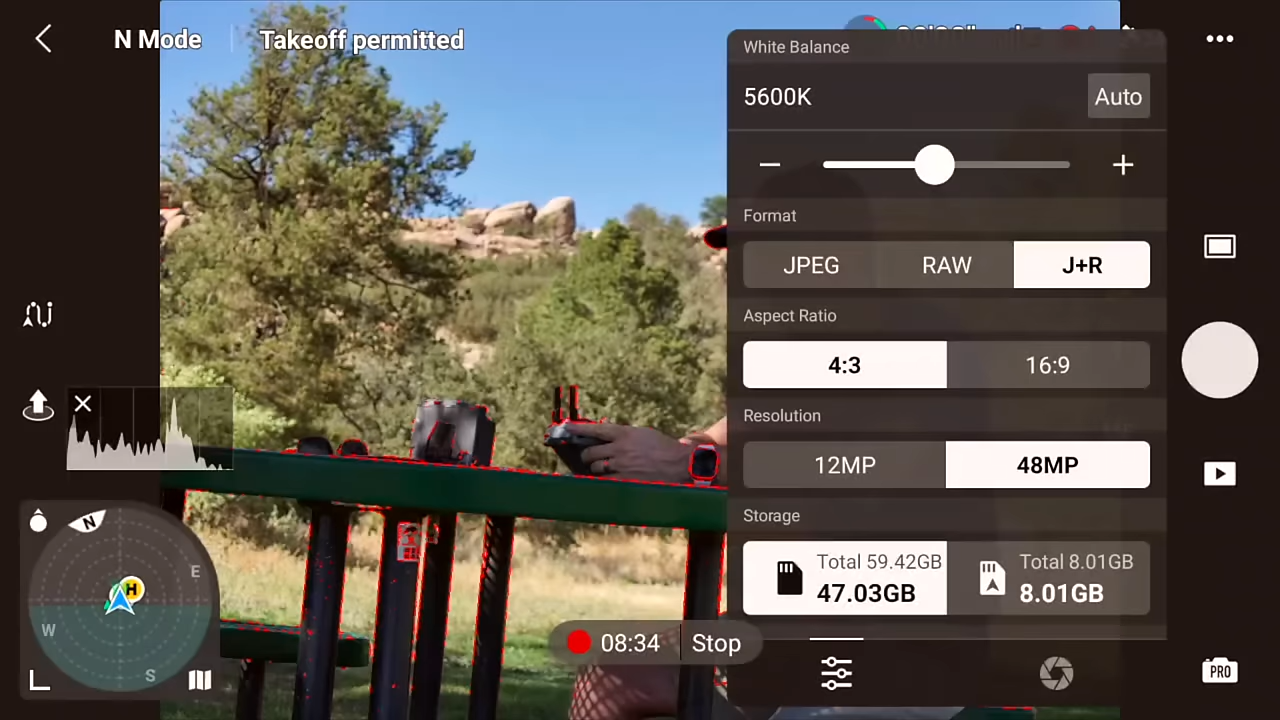 N Mode
Takeoff permitted
White Balance
5600K
Auto
Format
JPEG
RAW
J+R
Aspect Ratio
4:3
16:9
Resolution
12MP
48MP
Storage
Total 59.42GB
47.03GB
Total 8.01GB
8.01GB
N
E
H
W
S
08:34
Stop
PRO